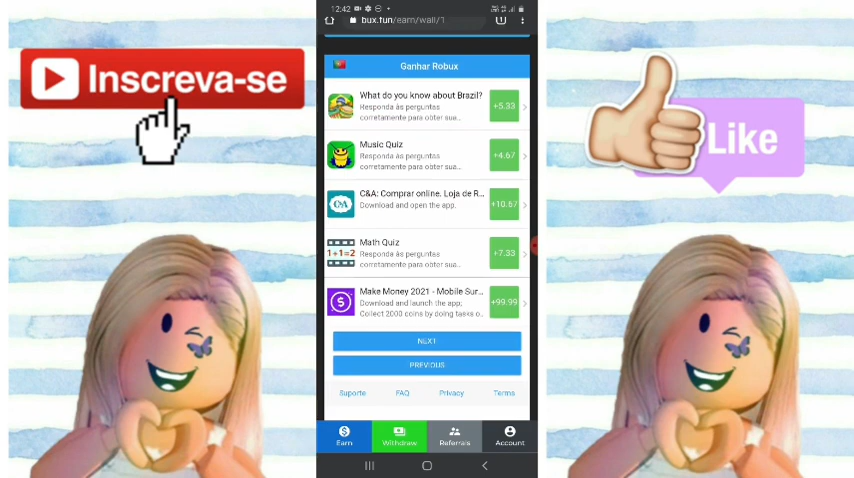 Inscreva-se
Like
12:42
bux.fun/earn/wall/1
Ganhar Robux
What do you know about Brazil?
Responda às perguntas
corretamente para obter sua...
+5.33
Music Quiz
Responda às perguntas
corretamente para obter sua...
+4.67
C&A: Comprar online. Loja de R...
Download and open the app.
+10.67
C&A
Math Quiz
Responda às perguntas
corretamente para obter sua...
+7.33
1+1=2
Make Money 2021 - Mobile Sur...
Download and launch the app;
Collect 2000 coins by doing tasks o...
+99.99
NEXT
PREVIOUS
Suporte FAQ Privacy Terms
Earn Withdraw Referrals Account